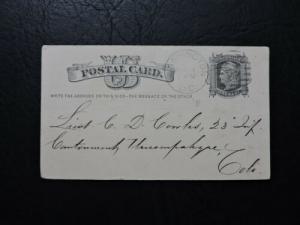 U S
POSTAL CARD.
WRITE THE ADDRESS ON THIS SIDE - THE MESSAGE ON THE OTHER
Lieut C. D. Cowles, 23" Inf.
Cantonment Uncompahgre,
Colo.